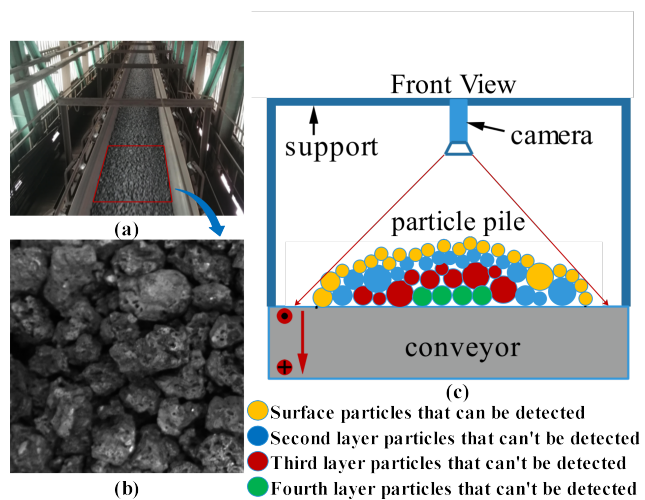 (a)
(b)
Front View
support
camera
particle pile
conveyor
(c)
Surface particles that can be detected
Second layer particles that can't be detected
Third layer particles that can't be detected
Fourth layer particles that can't be detected